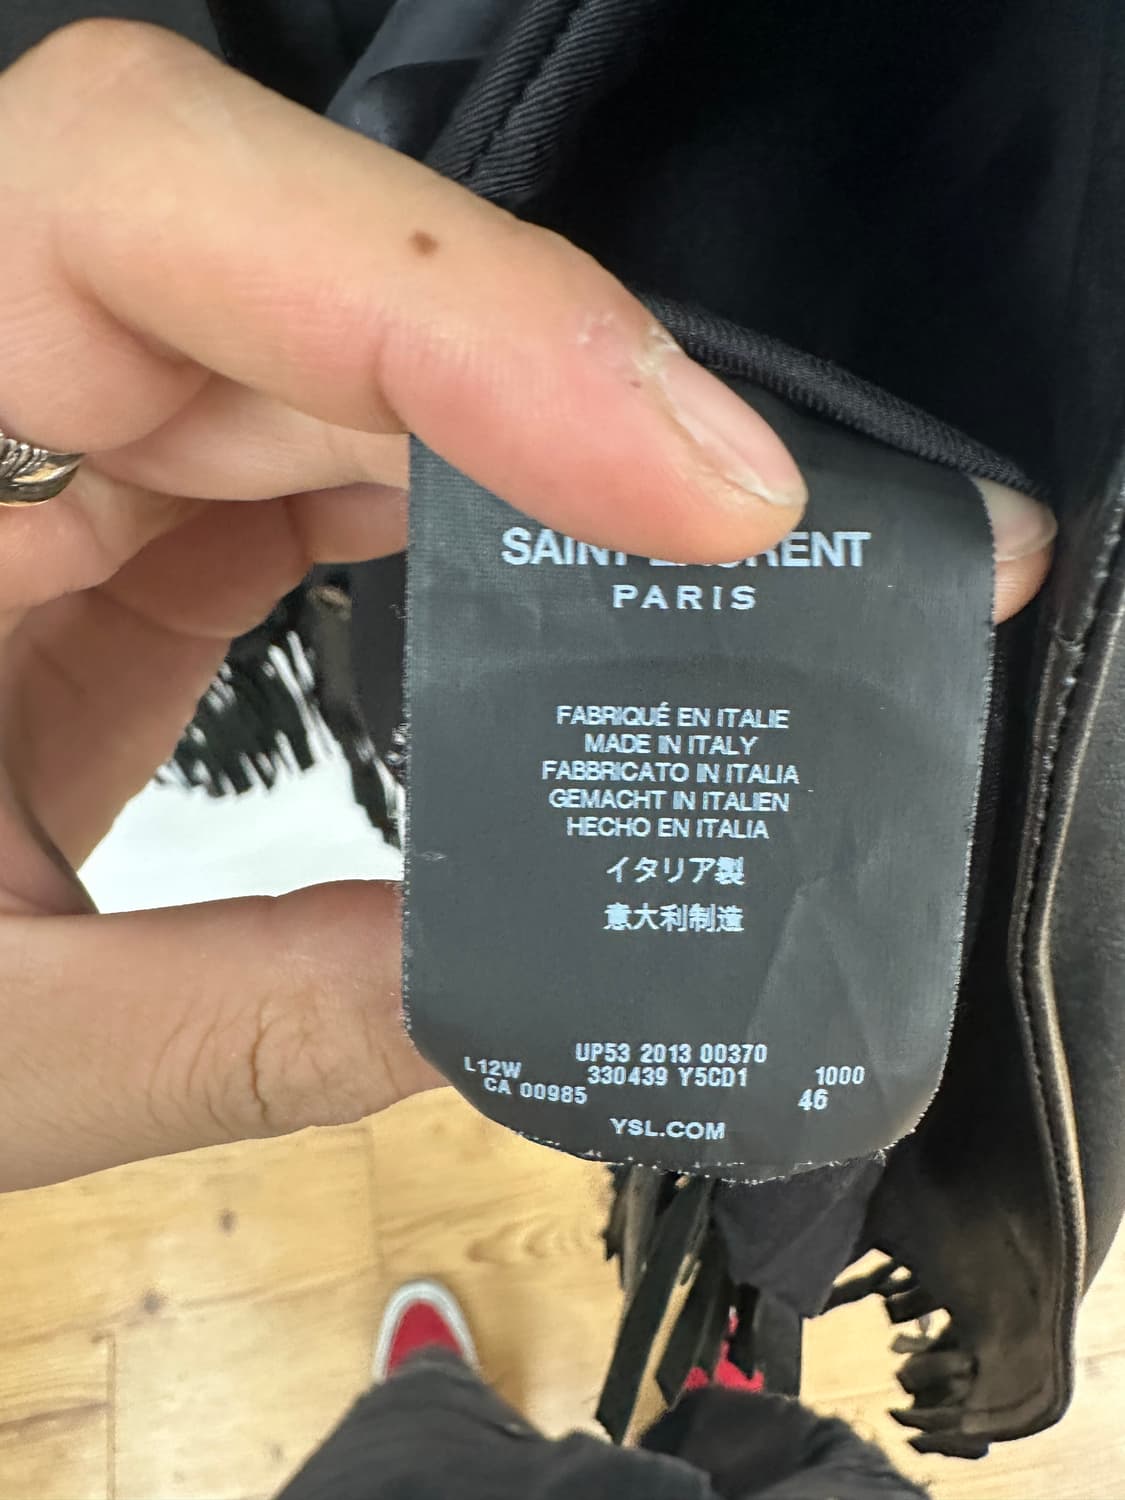 SAINT LAURENT
PARIS
FABRIQUÉ EN ITALIE
MADE IN ITALY
FABBRICATO IN ITALIA
GEMACHT IN ITALIEN
HECHO EN ITALIA
イタリア製
意大利制造
UP53 2013 00370
L12W 330439 Y5CD1 1000
CA 00985 46
YSL.COM